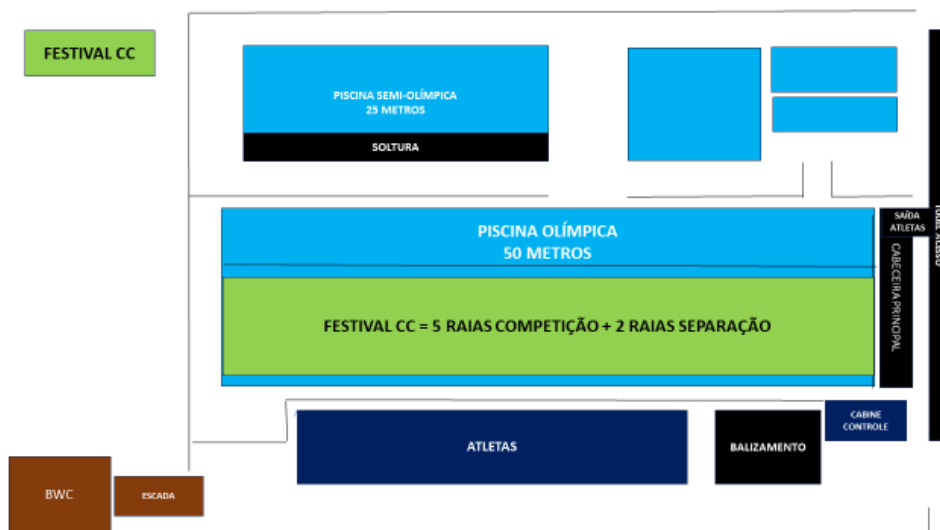 FESTIVAL CC
PISCINA SEMI-OLÍMPICA
25 METROS
SOLTURA
PISCINA OLÍMPICA
50 METROS
SAÍDA
ATLETAS
CABECEIRA PRINCIPAL
FESTIVAL CC = 5 RAIAS COMPETIÇÃO + 2 RAIAS SEPARAÇÃO
ATLETAS
BALIZAMENTO
CABINE
CONTROLE
BWC
ESCADA